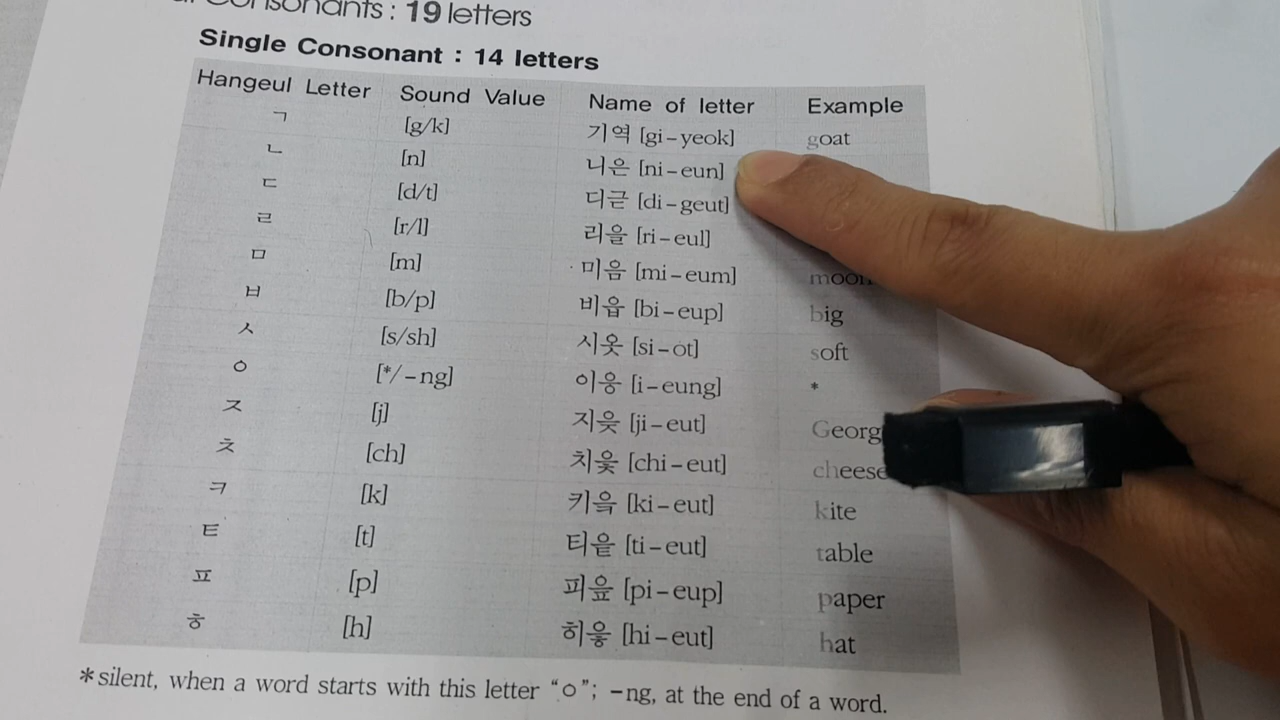 Consonants : 19 letters
Single Consonant : 14 letters
Hangeul Letter Sound Value Name of letter Example
ㄱ [g/k] 기역 [gi-yeok] goat
ㄴ [n] 니은 [ni-eun]
ㄷ [d/t] 디귿 [di-geut]
ㄹ [r/l] 리을 [ri-eul]
ㅁ [m] 미음 [mi-eum] moon
ㅂ [b/p] 비읍 [bi-eup] big
ㅅ [s/sh] 시옷 [si-ot] soft
ㅇ [*/-ng] 이응 [i-eung] *
ㅈ [j] 지읒 [ji-eut] Georg
ㅊ [ch] 치읓 [chi-eut] cheese
ㅋ [k] 키읔 [ki-eut] kite
ㅌ [t] 티읕 [ti-eut] table
ㅍ [p] 피읖 [pi-eup] paper
ㅎ [h] 히읗 [hi-eut] hat
*silent, when a word starts with this letter “ㅇ”; -ng, at the end of a word.